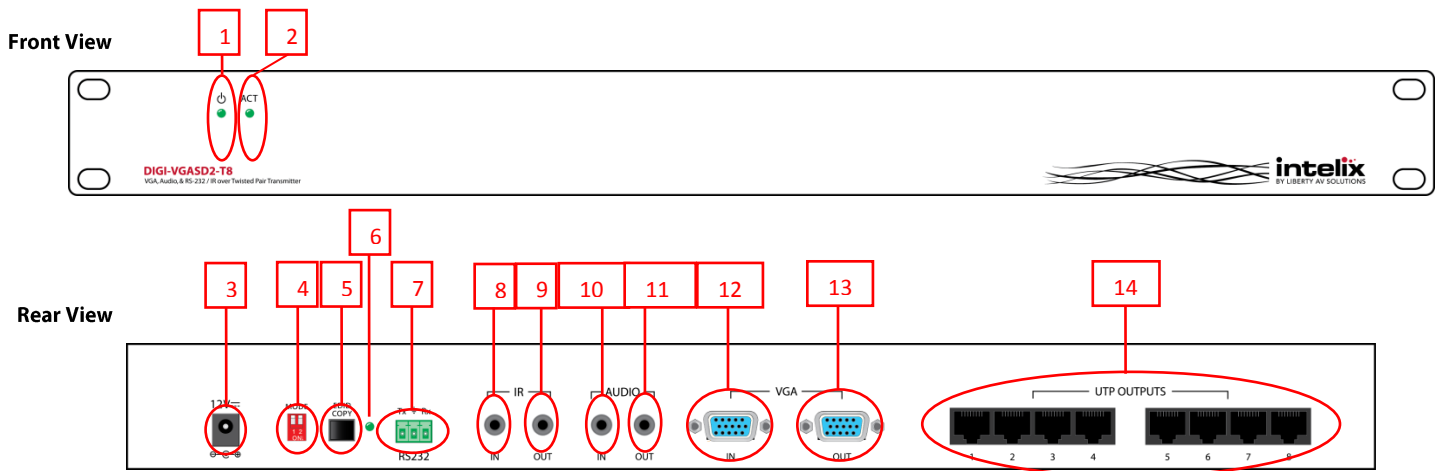 Front View
1 2
ACT
DIGI-VGASD2-T8
VGA, Audio, & RS-232 / IR over Twisted Pair Transmitter
intelix
BY LIBERTY AV SOLUTIONS
6
3 4 5 7 8 9 10 11 12 13 14
Rear View
IR AUDIO VGA UTP OUTPUTS
12V MODE COPY Tx Rx
1 2
ON
RS232 IN OUT IN OUT IN OUT 1 2 3 4 5 6 7 8